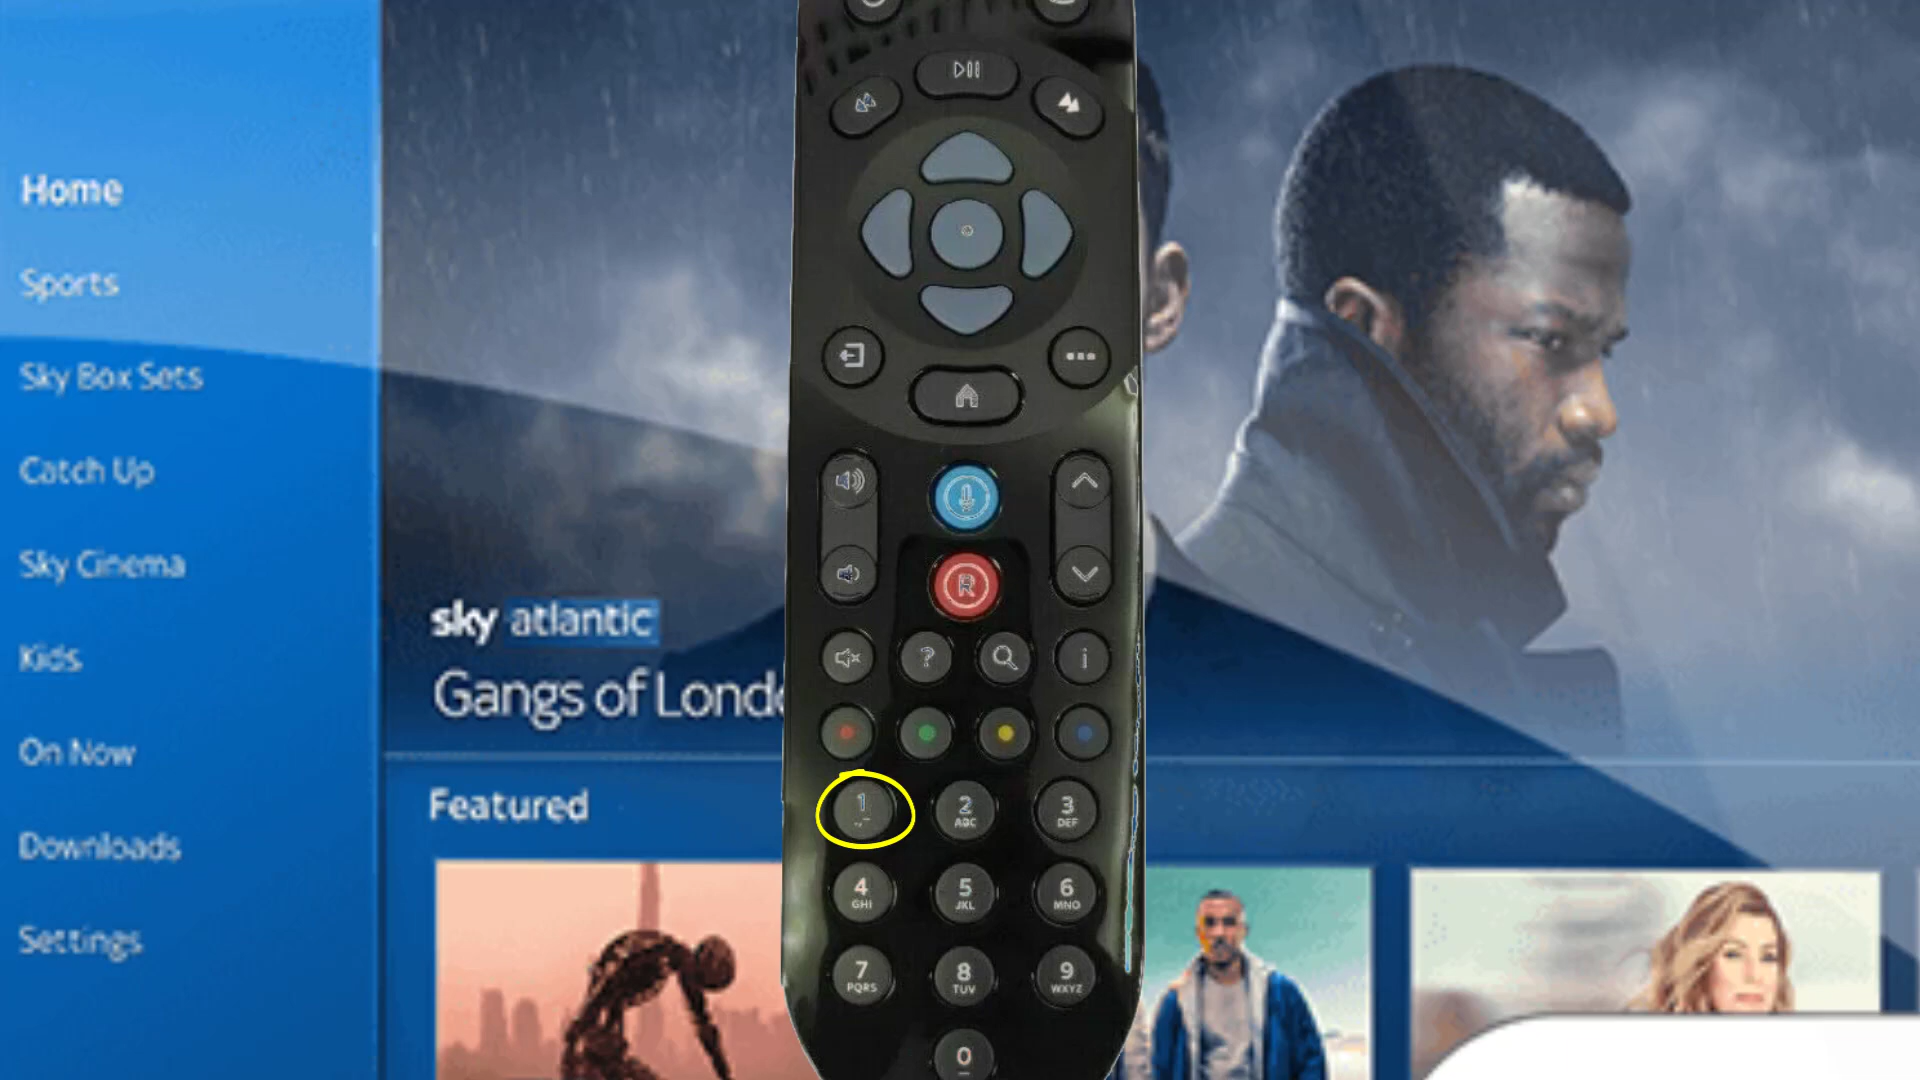 Home
Sports
Sky Box Sets
Catch Up
Sky Cinema
Kids
On Now
Downloads
Settings
sky atlantic
Gangs of Londo
Featured
R
?
i
1
2 3
ABC DEF
4 5 6
GHI JKL MNO
7 8 9
PQRS TUV WXYZ
0